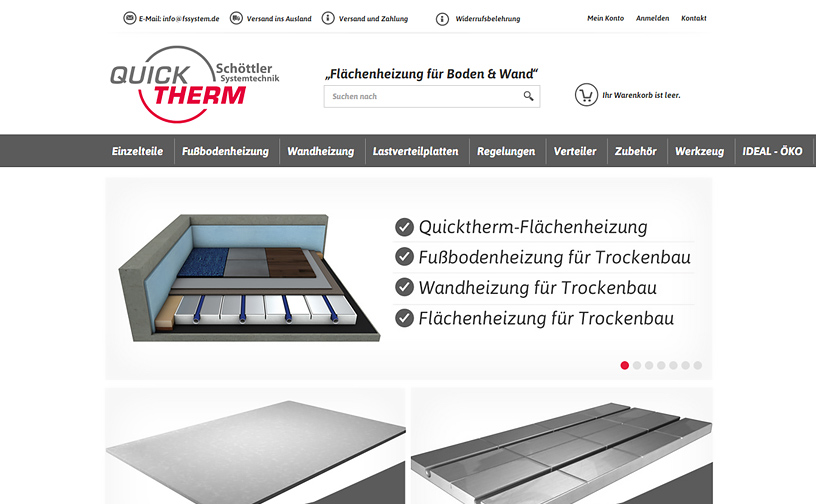 E-Mail: info@fssystem.de Versand ins Ausland Versand und Zahlung Widerrufsbelehrung Mein Konto Anmelden Kontakt
QUICK THERM
Schöttler
Systemtechnik
„Flächenheizung für Boden & Wand“
Suchen nach
Ihr Warenkorb ist leer.
Einzelteile Fußbodenheizung Wandheizung Lastverteilplatten Regelungen Verteiler Zubehör Werkzeug IDEAL - ÖKO
Quicktherm-Flächenheizung
Fußbodenheizung für Trockenbau
Wandheizung für Trockenbau
Flächenheizung für Trockenbau